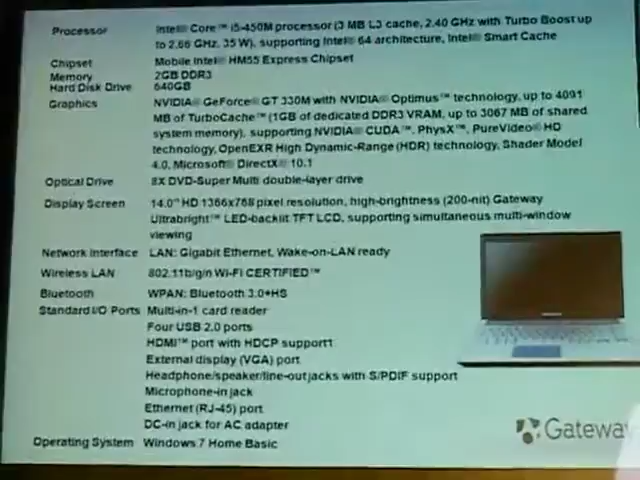 Processor Intel® Core™ i5-450M processor (3 MB L3 cache, 2.40 GHz with Turbo Boost up
to 2.66 GHz, 35 W), supporting Intel® 64 architecture, Intel® Smart Cache
Chipset Mobile Intel® HM55 Express Chipset
Memory 2GB DDR3
Hard Disk Drive 640GB
Graphics NVIDIA® GeForce® GT 330M with NVIDIA® Optimus™ technology, up to 4091
MB of TurboCache™ (1GB of dedicated DDR3 VRAM, up to 3067 MB of shared
system memory), supporting NVIDIA® CUDA™, PhysX™, PureVideo® HD
technology, OpenEXR High Dynamic-Range (HDR) technology, Shader Model
4.0, Microsoft® DirectX® 10.1
Optical Drive 8X DVD-Super Multi double-layer drive
Display Screen 14.0" HD 1366x768 pixel resolution, high-brightness (200-nit) Gateway
Ultrabright™ LED-backlit TFT LCD, supporting simultaneous multi-window
viewing
Network Interface LAN: Gigabit Ethernet, Wake-on-LAN ready
Wireless LAN 802.11b/g/n Wi-Fi CERTIFIED™
Bluetooth WPAN: Bluetooth 3.0+HS
Standard I/O Ports Multi-in-1 card reader
Four USB 2.0 ports
HDMI™ port with HDCP support1
External display (VGA) port
Headphone/speaker/line-out jacks with S/PDIF support
Microphone-in jack
Ethernet (RJ-45) port
DC-in jack for AC adapter
Operating System Windows 7 Home Basic
Gateway